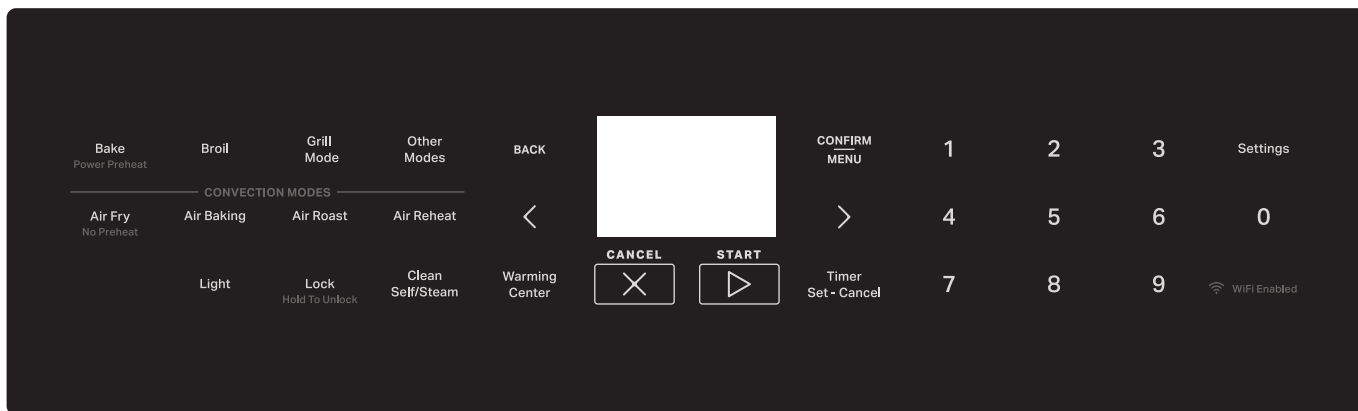 Bake
Power Preheat
Broil
Grill
Mode
Other
Modes
BACK
CONFIRM
MENU
1
2
3
Settings
CONVECTION MODES
Air Fry
No Preheat
Air Baking
Air Roast
Air Reheat
<
>
4
5
6
0
Light
Lock
Hold To Unlock
Clean
Self/Steam
Warming
Center
CANCEL
START
Timer
Set - Cancel
7
8
9
WiFi Enabled